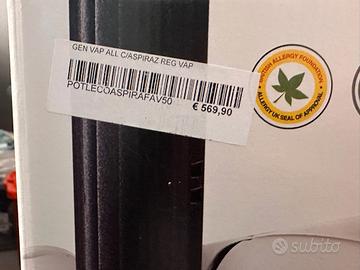 GEN VAP ALL C/ASPIRAZ REG VAP
POTLECOASPIRAFAV50
€ 569,90
BRITISH ALLERGY FOUNDATION
ALLERGY UK SEAL OF APPROVAL
subito